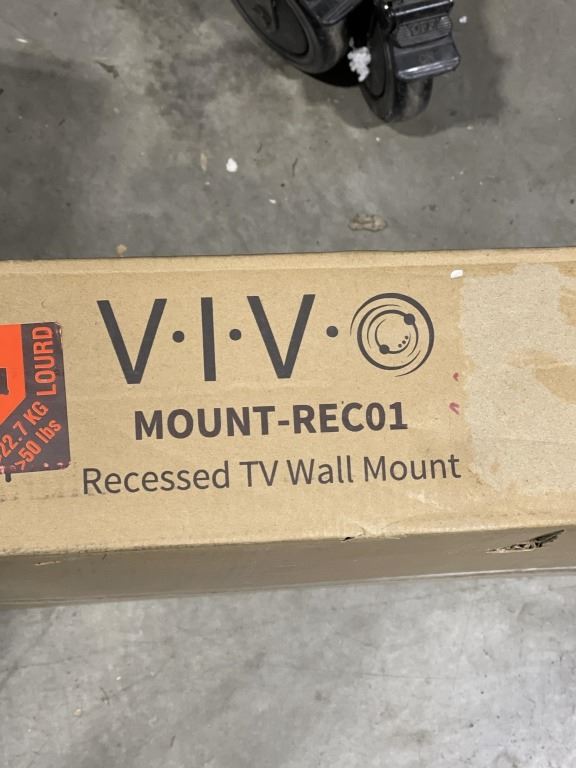 V·I·V·O
MOUNT-REC01
Recessed TV Wall Mount
LOURD
22.7 KG
>50 lbs